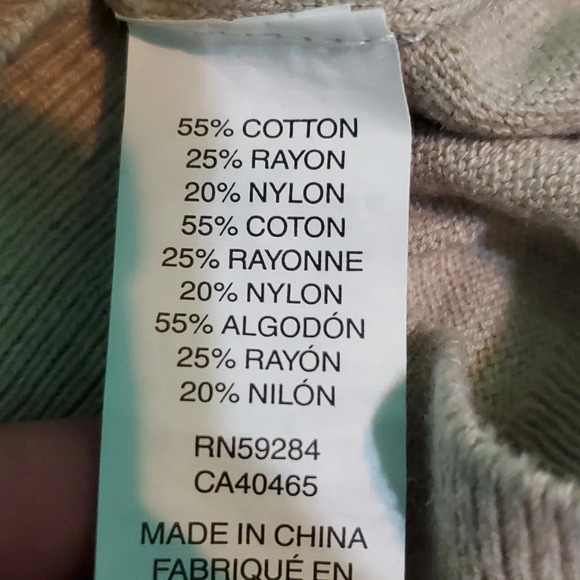 55% COTTON
25% RAYON
20% NYLON
55% COTON
25% RAYONNE
20% NYLON
55% ALGODÓN
25% RAYÓN
20% NILÓN
RN59284
CA40465
MADE IN CHINA
FABRIQUÉ EN